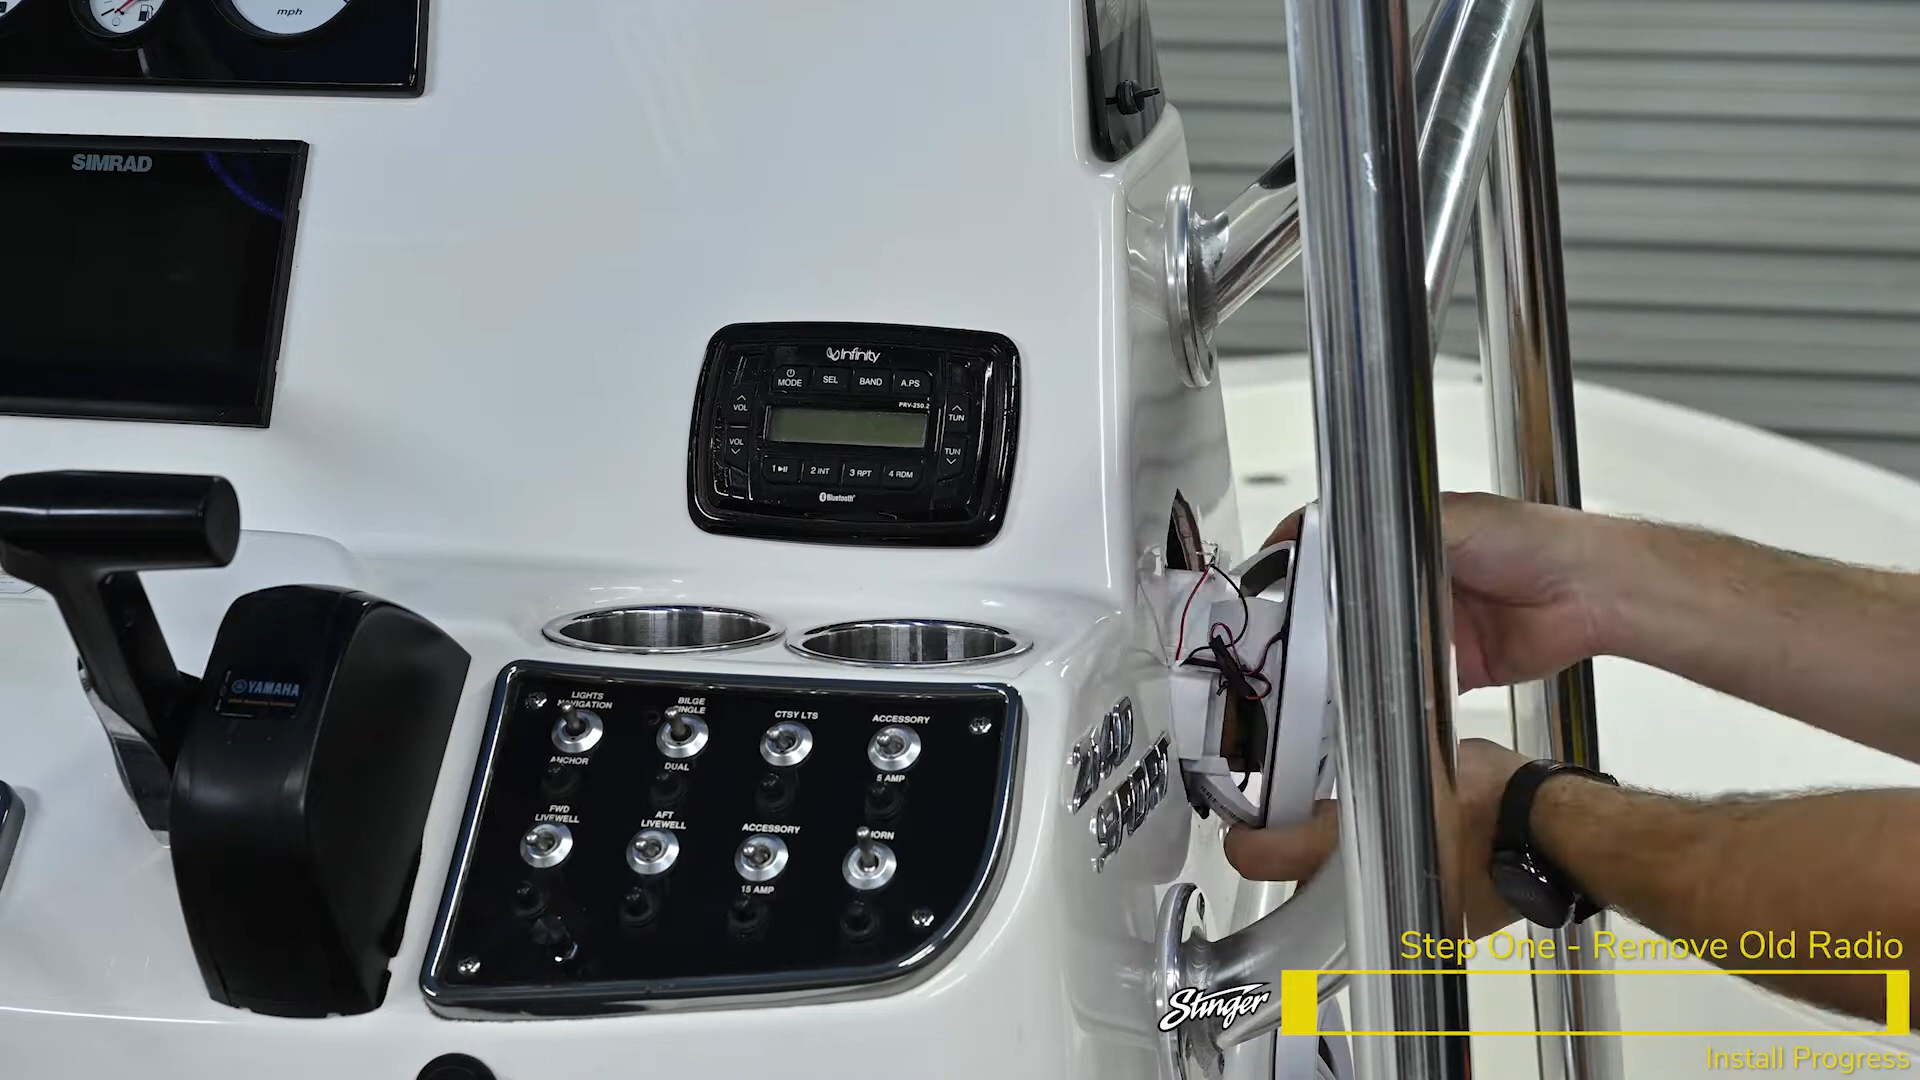 mph
SIMRAD
Infinity
MODE
SEL
BAND
A.PS
PRV-250.2
VOL
TUN
VOL
TUN
1
2 INT
3 RPT
4 RDM
Bluetooth
YAMAHA
LIGHTS
NAVIGATION
ANCHOR
BILGE
SINGLE
DUAL
CTSY LTS
ACCESSORY
5 AMP
FWD
LIVEWELL
AFT
LIVEWELL
ACCESSORY
15 AMP
HORN
210
SPORT
Step One - Remove Old Radio
Stinger
Install Progress